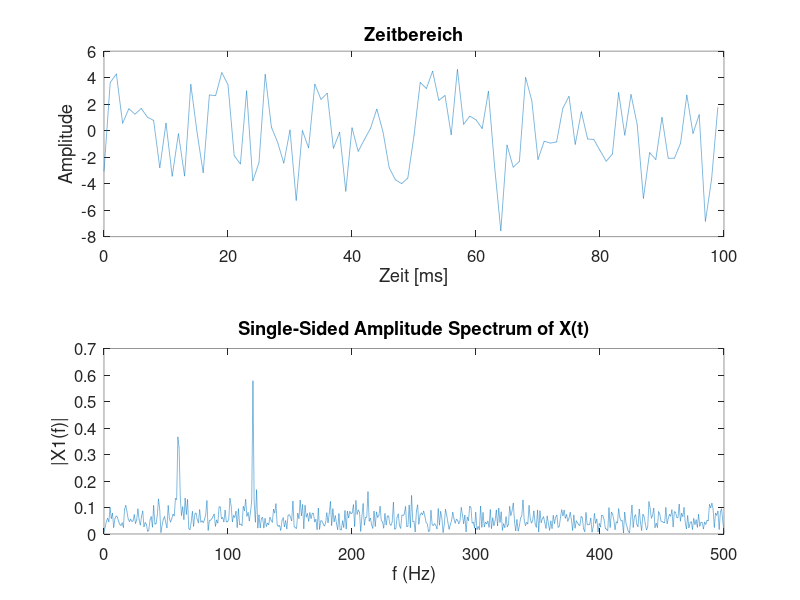 Zeitbereich
6
4
2
0
-2
-4
-6
-8
Amplitude
0 20 40 60 80 100
Zeit [ms]
Single-Sided Amplitude Spectrum of X(t)
0.7
0.6
0.5
0.4
0.3
0.2
0.1
0
|X1(f)|
0 100 200 300 400 500
f (Hz)